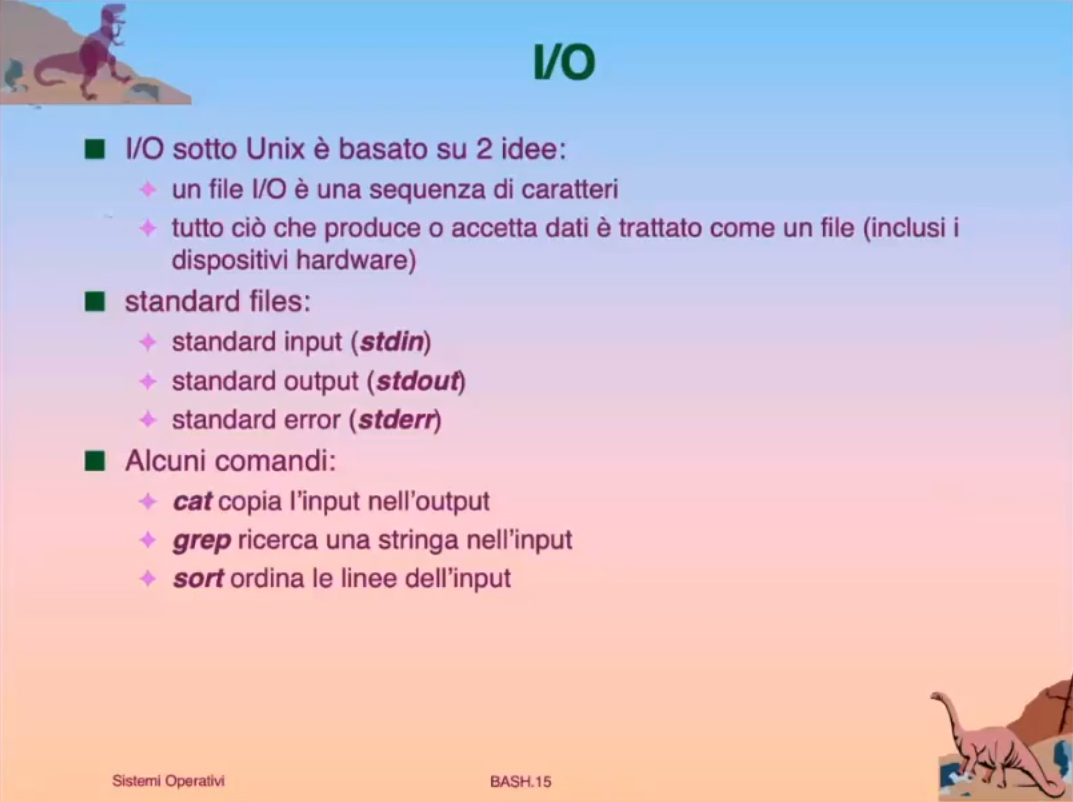 I/O
I/O sotto Unix è basato su 2 idee:
un file I/O è una sequenza di caratteri
tutto ciò che produce o accetta dati è trattato come un file (inclusi i
dispositivi hardware)
standard files:
standard input (stdin)
standard output (stdout)
standard error (stderr)
Alcuni comandi:
cat copia l'input nell'output
grep ricerca una stringa nell'input
sort ordina le linee dell'input
Sistemi Operativi
BASH.15